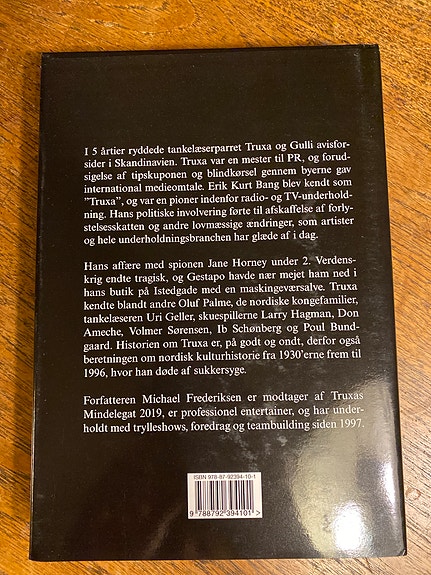 I 5 årtier ryddede tankelæserparret Truxa og Gulli avisfor-
sider i Skandinavien. Truxa var en mester til PR, og forud-
sigelse af tipskuponen og blindkørsel gennem byerne gav
international medieomtale. Erik Kurt Bang blev kendt som
”Truxa”, og var en pioner indenfor radio- og TV-underhold-
ning. Hans politiske involvering førte til afskaffelse af forly-
stelsesskatten og andre lovmæssige ændringer, som artister
og hele underholdningsbranchen har glæde af i dag.
Hans affære med spionen Jane Horney under 2. Verdens-
krig endte tragisk, og Gestapo havde nær mejet ham ned i
hans butik på Istedgade med en maskingeværsalve. Truxa
kendte blandt andre Oluf Palme, de nordiske kongefamilier,
tankelæseren Uri Geller, skuespillerne Larry Hagman, Don
Ameche, Volmer Sørensen, Ib Schønberg og Poul Bund-
gaard. Historien om Truxa er, på godt og ondt, derfor også
beretningen om nordisk kulturhistorie fra 1930’erne frem til
1996, hvor han døde af sukkersyge.
Forfatteren Michael Frederiksen er modtager af Truxas
Mindelegat 2019, er professionel entertainer, og har under-
holdt med trylleshows, foredrag og teambuilding siden 1997.
ISBN 978-87-92394-10-1
9 788792 394101 >